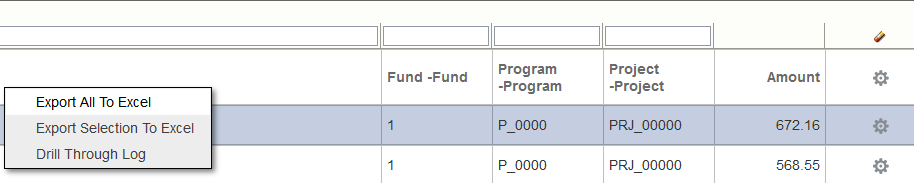 Fund -Fund
Program
-Program
Project
-Project
Amount
Export All To Excel
Export Selection To Excel
Drill Through Log
1 P_0000 PRJ_00000 672.16
1 P_0000 PRJ_00000 568.55